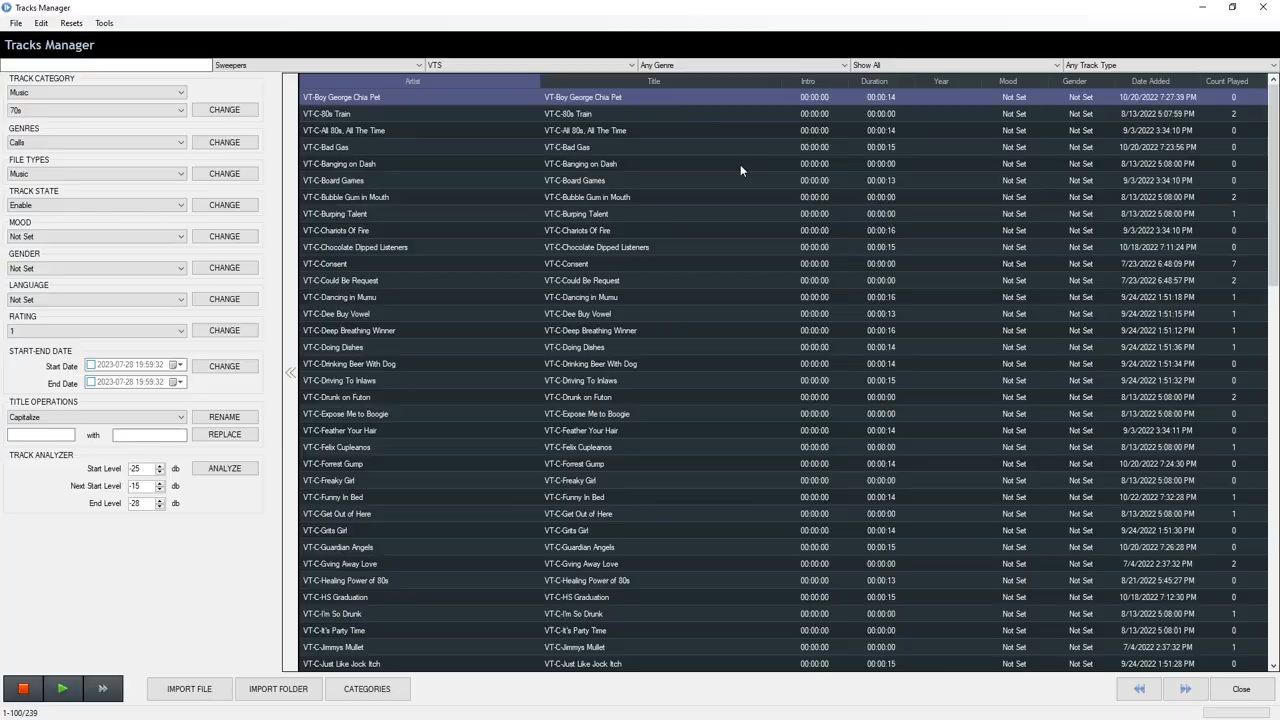 Tracks Manager
File Edit Resets Tools
Tracks Manager
Sweepers VTS Any Genre Show All Any Track Type
TRACK CATEGORY
Music
70s CHANGE
GENRES
Calls CHANGE
FILE TYPES
Music CHANGE
TRACK STATE
Enable CHANGE
MOOD
Not Set CHANGE
GENDER
Not Set CHANGE
LANGUAGE
Not Set CHANGE
RATING
1 CHANGE
START-END DATE
Start Date 2023-07-28 19:59:32 CHANGE
End Date 2023-07-28 19:59:32
TITLE OPERATIONS
Capitalize RENAME
with REPLACE
TRACK ANALYZER
Start Level -25 db ANALYZE
Next Start Level -15 db
End Level -28 db
Artist Title Intro Duration Year Mood Gender Date Added Count Played
VT-Boy George Chia Pet VT-Boy George Chia Pet 00:00:00 00:00:14 Not Set Not Set 10/20/2022 7:27:39 PM 0
VT-C-80s Train VT-C-80s Train 00:00:00 00:00:00 Not Set Not Set 8/13/2022 5:07:59 PM 2
VT-C-All 80s, All The Time VT-C-All 80s, All The Time 00:00:00 00:00:14 Not Set Not Set 9/3/2022 3:34:10 PM 0
VT-C-Bad Gas VT-C-Bad Gas 00:00:00 00:00:15 Not Set Not Set 10/20/2022 7:23:56 PM 0
VT-C-Banging on Dash VT-C-Banging on Dash 00:00:00 00:00:00 Not Set Not Set 8/13/2022 5:08:00 PM 0
VT-C-Board Games VT-C-Board Games 00:00:00 00:00:13 Not Set Not Set 9/3/2022 3:34:10 PM 0
VT-C-Bubble Gum in Mouth VT-C-Bubble Gum in Mouth 00:00:00 00:00:00 Not Set Not Set 8/13/2022 5:08:00 PM 2
VT-C-Burping Talent VT-C-Burping Talent 00:00:00 00:00:00 Not Set Not Set 8/13/2022 5:08:00 PM 1
VT-C-Chariots Of Fire VT-C-Chariots Of Fire 00:00:00 00:00:16 Not Set Not Set 9/3/2022 3:34:10 PM 0
VT-C-Chocolate Dipped Listeners VT-C-Chocolate Dipped Listeners 00:00:00 00:00:15 Not Set Not Set 10/18/2022 7:11:24 PM 0
VT-C-Consent VT-C-Consent 00:00:00 00:00:00 Not Set Not Set 7/23/2022 6:48:09 PM 7
VT-C-Could Be Request VT-C-Could Be Request 00:00:00 00:00:00 Not Set Not Set 7/23/2022 6:48:57 PM 2
VT-C-Dancing in Mumu VT-C-Dancing in Mumu 00:00:00 00:00:16 Not Set Not Set 9/24/2022 1:51:18 PM 1
VT-C-Dee Buy Vowel VT-C-Dee Buy Vowel 00:00:00 00:00:13 Not Set Not Set 9/24/2022 1:51:15 PM 1
VT-C-Deep Breathing Winner VT-C-Deep Breathing Winner 00:00:00 00:00:16 Not Set Not Set 9/24/2022 1:51:12 PM 1
VT-C-Doing Dishes VT-C-Doing Dishes 00:00:00 00:00:14 Not Set Not Set 9/24/2022 1:51:36 PM 1
VT-C-Drinking Beer With Dog VT-C-Drinking Beer With Dog 00:00:00 00:00:14 Not Set Not Set 9/24/2022 1:51:34 PM 0
VT-C-Driving To Inlaws VT-C-Driving To Inlaws 00:00:00 00:00:15 Not Set Not Set 9/24/2022 1:51:32 PM 0
VT-C-Drunk on Futon VT-C-Drunk on Futon 00:00:00 00:00:00 Not Set Not Set 8/13/2022 5:08:00 PM 2
VT-C-Expose Me to Boogie VT-C-Expose Me to Boogie 00:00:00 00:00:00 Not Set Not Set 8/13/2022 5:08:00 PM 0
VT-C-Feather Your Hair VT-C-Feather Your Hair 00:00:00 00:00:14 Not Set Not Set 9/3/2022 3:34:11 PM 0
VT-C-Felix Cupleanos VT-C-Felix Cupleanos 00:00:00 00:00:00 Not Set Not Set 8/13/2022 5:08:00 PM 1
VT-C-Forrest Gump VT-C-Forrest Gump 00:00:00 00:00:14 Not Set Not Set 10/20/2022 7:24:30 PM 0
VT-C-Freaky Girl VT-C-Freaky Girl 00:00:00 00:00:00 Not Set Not Set 8/13/2022 5:08:00 PM 0
VT-C-Funny In Bed VT-C-Funny In Bed 00:00:00 00:00:14 Not Set Not Set 10/22/2022 7:32:28 PM 1
VT-C-Get Out of Here VT-C-Get Out of Here 00:00:00 00:00:00 Not Set Not Set 8/13/2022 5:08:00 PM 1
VT-C-Grits Girl VT-C-Grits Girl 00:00:00 00:00:14 Not Set Not Set 9/24/2022 1:51:30 PM 0
VT-C-Guardian Angels VT-C-Guardian Angels 00:00:00 00:00:15 Not Set Not Set 10/20/2022 7:26:28 PM 0
VT-C-Gving Away Love VT-C-Gving Away Love 00:00:00 00:00:00 Not Set Not Set 7/4/2022 2:37:32 PM 2
VT-C-Healing Power of 80s VT-C-Healing Power of 80s 00:00:00 00:00:13 Not Set Not Set 8/21/2022 5:45:27 PM 0
VT-C-HS Graduation VT-C-HS Graduation 00:00:00 00:00:15 Not Set Not Set 10/18/2022 7:12:30 PM 0
VT-C-I'm So Drunk VT-C-I'm So Drunk 00:00:00 00:00:00 Not Set Not Set 8/13/2022 5:08:00 PM 1
VT-C-It's Party Time VT-C-It's Party Time 00:00:00 00:00:00 Not Set Not Set 8/13/2022 5:08:01 PM 0
VT-C-Jimmys Mullet VT-C-Jimmys Mullet 00:00:00 00:00:00 Not Set Not Set 7/4/2022 2:37:32 PM 1
VT-C-Just Like Jock Itch VT-C-Just Like Jock Itch 00:00:00 00:00:15 Not Set Not Set 9/24/2022 1:51:28 PM 0
IMPORT FILE IMPORT FOLDER CATEGORIES Close
1-100/239